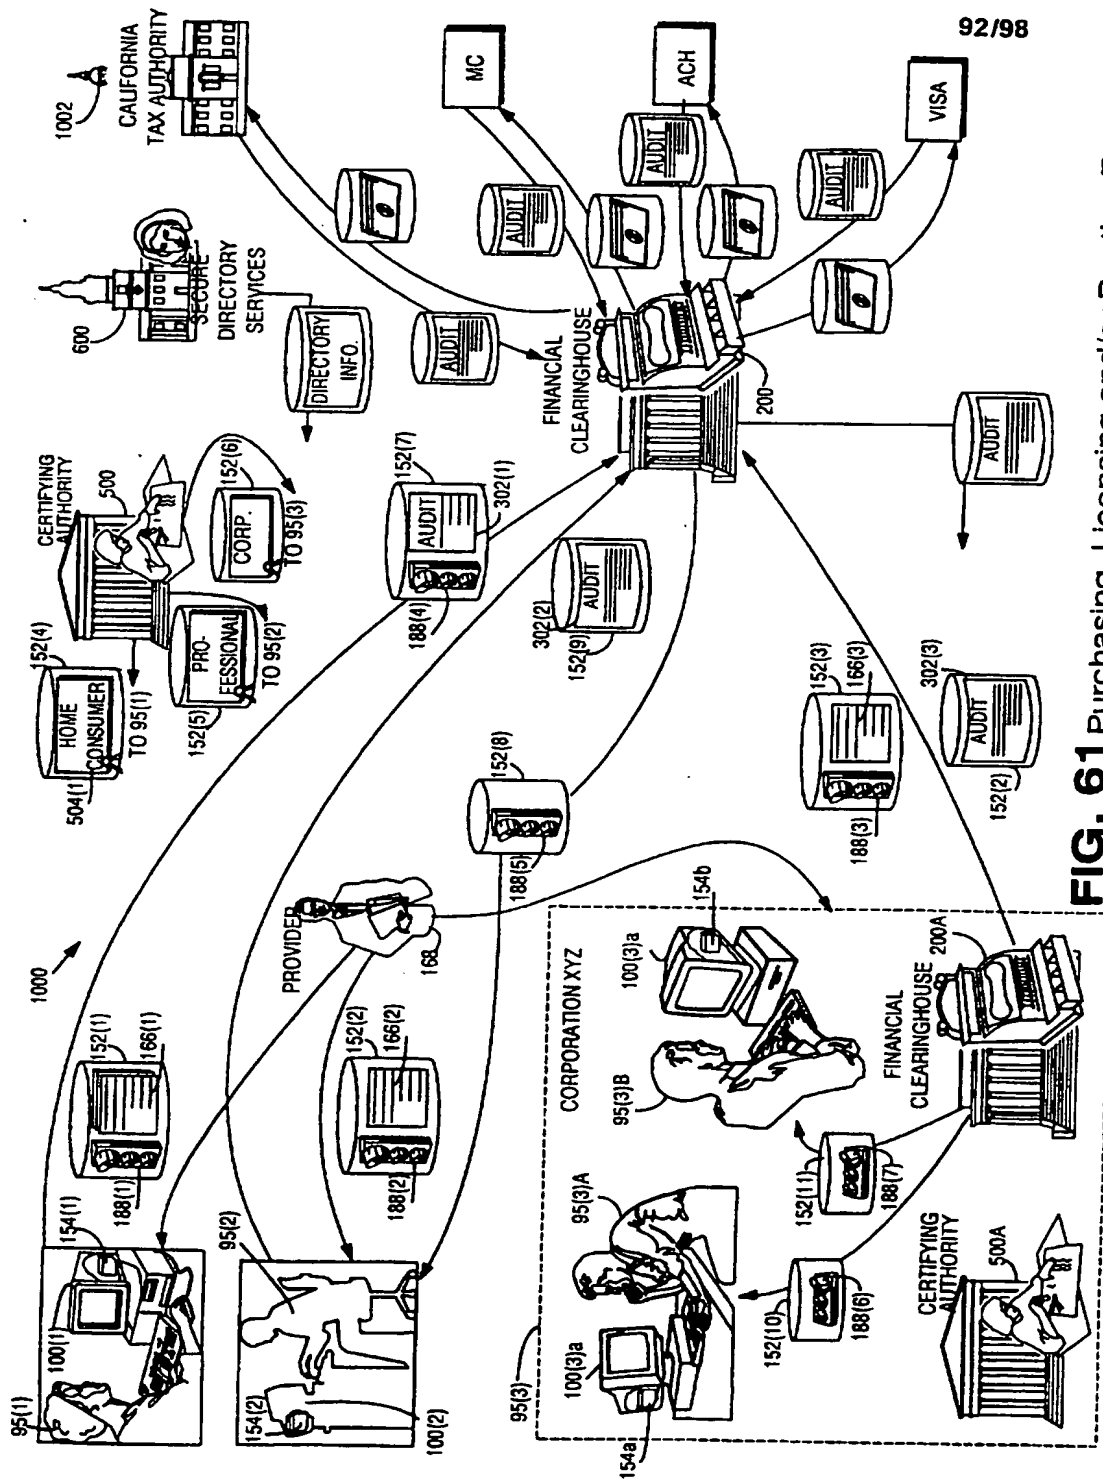 92/98
1000
1002
CALIFORNIA
TAX AUTHORITY
600
SECURE
DIRECTORY
SERVICES
DIRECTORY
INFO.
CERTIFYING
AUTHORITY
500
152(4)
HOME
CONSUMER
504(1
TO 95(1)
PRO-
FESSIONAL
152(5)
TO 95(2)
152(6)
CORP.
TO 95(3)
MC
ACH
VISA
AUDIT
AUDIT
AUDIT
AUDIT
FINANCIAL
CLEARINGHOUSE
200
AUDIT
152(7)
AUDIT
302(1)
188(4)
302(2)
AUDIT
152(9)
152(8)
188(5)
PROVIDER
168
95(1)
100(1)
154(1)
152(1)
166(1)
188(1)
95(2)
154(2)
100(2)
152(2)
166(2)
188(2)
152(3)
166(3)
188(3)
302(3)
AUDIT
152(2)
95(3)
CORPORATION XYZ
100(3)a
154a
95(3)A
95(3)B
100(3)a
154b
152(10)
188(6)
152(11)
188(7)
FINANCIAL
CLEARINGHOUSE
200A
CERTIFYING
AUTHORITY
500A
FIG. 61 Purchasing, Licensing and/or